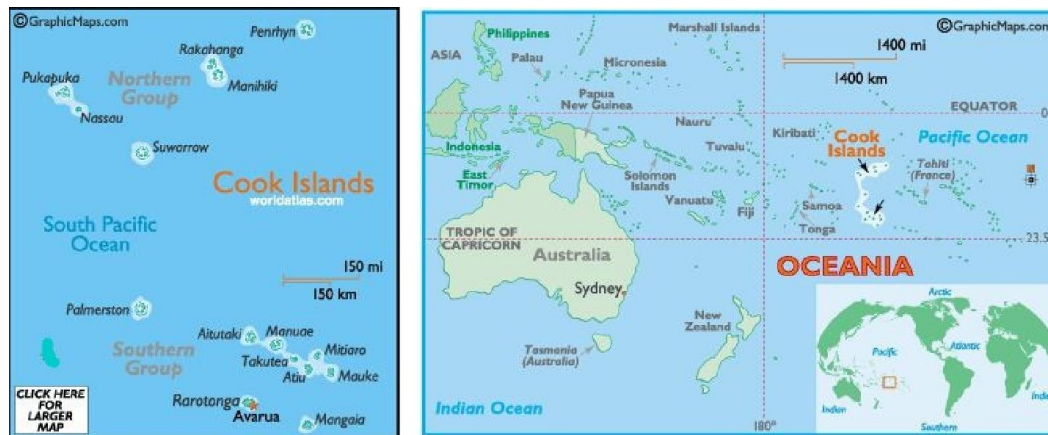 ©GraphicMaps.com
Penrhyn
Rakahanga
Pukapuka
Northern
Group
Manihiki
Nassau
Suwarrow
Cook Islands
worldatlas.com
South Pacific
Ocean
150 mi
150 km
Palmerston
Aitutaki
Manuae
Southern
Group
Takutea
Mitiaro
Atiu
Mauke
CLICK HERE
FOR
LARGER
MAP
Rarotonga
Avarua
Mangaia
©GraphicMaps.com
Philippines
Marshall Islands
ASIA
Palau
Micronesia
1400 mi
1400 km
Papua
New Guinea
EQUATOR
0
Nauru
Kiribati
Cook
Islands
Pacific Ocean
Indonesia
Tuvalu
East
Timor
Solomon
Islands
Tahiti
(France)
Vanuatu
Fiji
Samoa
Tonga
TROPIC OF
CAPRICORN
23.5
Australia
OCEANIA
Sydney
New
Zealand
Tasmania
(Australia)
Indian Ocean
180°
Arctic
Pacific
Atlantic
Indian
India
Southern